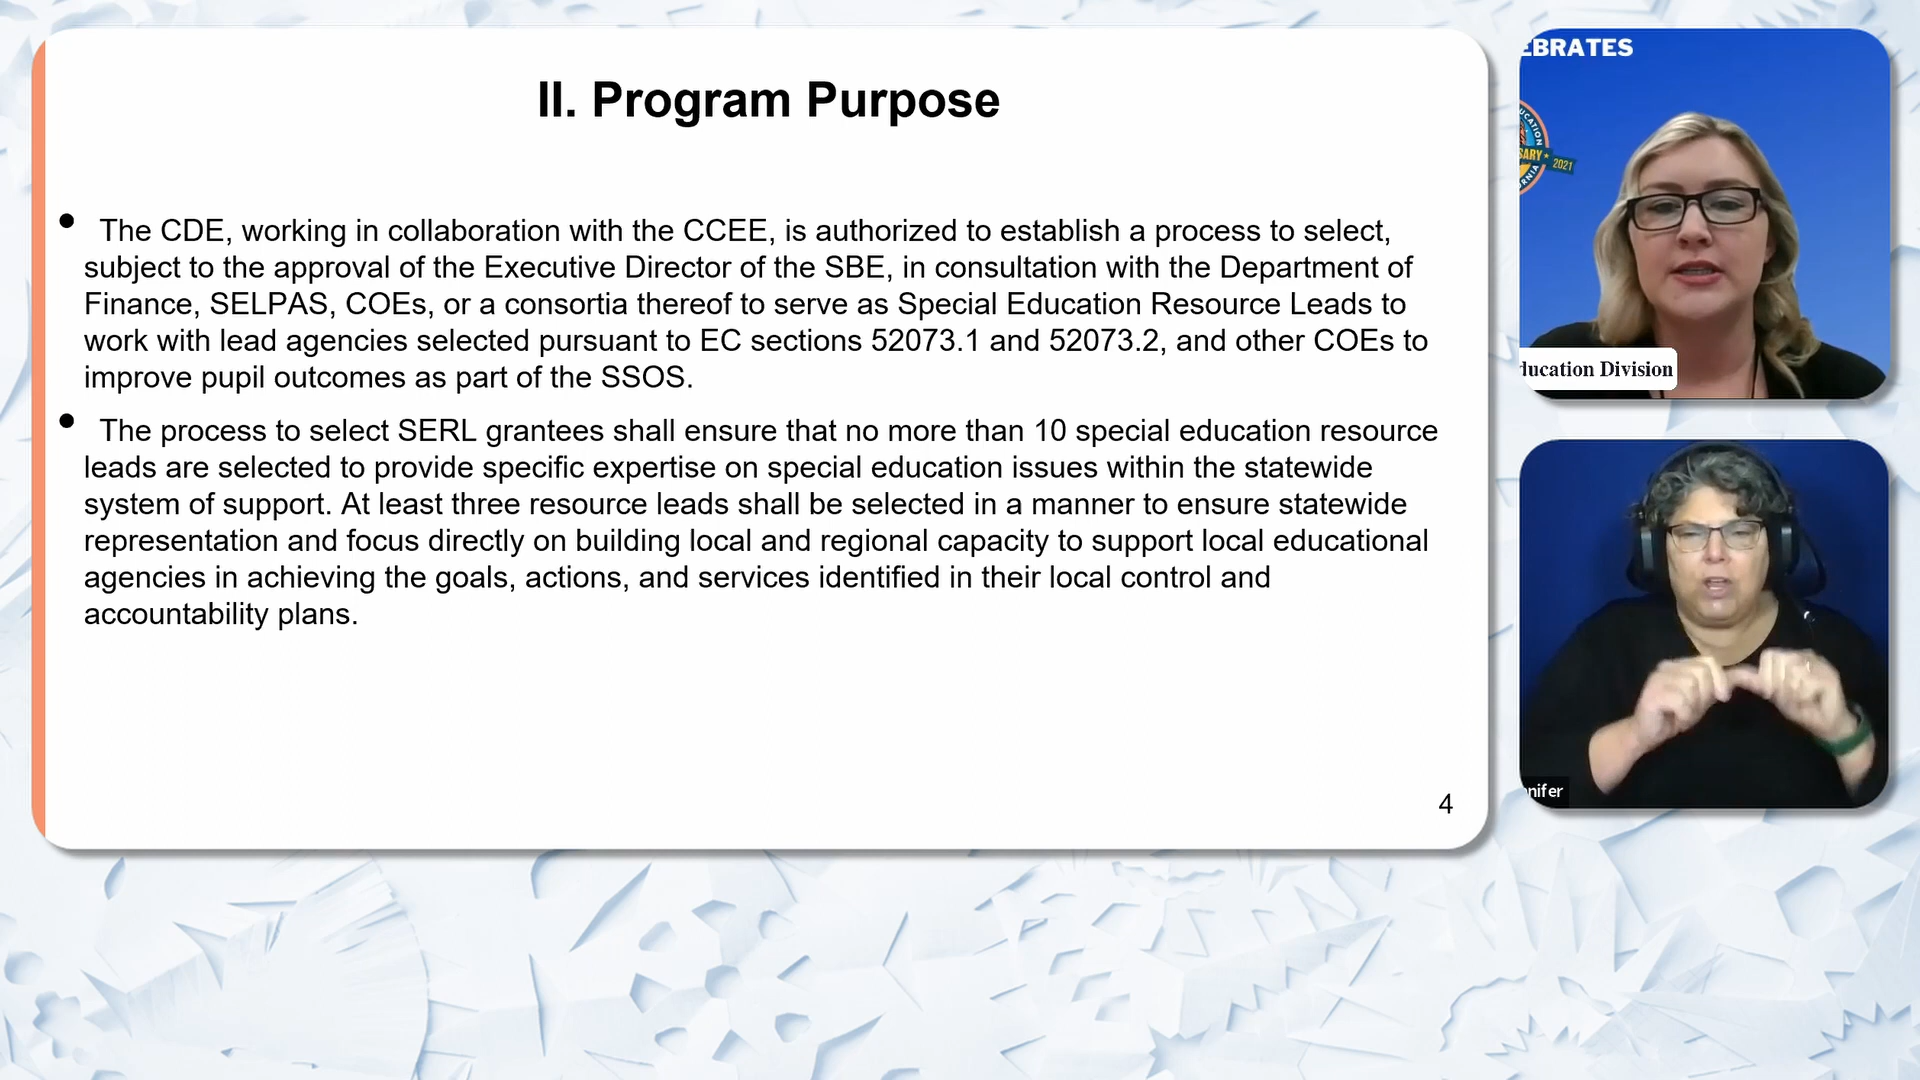 II. Program Purpose
• The CDE, working in collaboration with the CCEE, is authorized to establish a process to select,
subject to the approval of the Executive Director of the SBE, in consultation with the Department of
Finance, SELPAS, COEs, or a consortia thereof to serve as Special Education Resource Leads to
work with lead agencies selected pursuant to EC sections 52073.1 and 52073.2, and other COEs to
improve pupil outcomes as part of the SSOS.
• The process to select SERL grantees shall ensure that no more than 10 special education resource
leads are selected to provide specific expertise on special education issues within the statewide
system of support. At least three resource leads shall be selected in a manner to ensure statewide
representation and focus directly on building local and regional capacity to support local educational
agencies in achieving the goals, actions, and services identified in their local control and
accountability plans.
4
EBRATES
UCATION
SARY
2021
RNIA
ducation Division
nifer